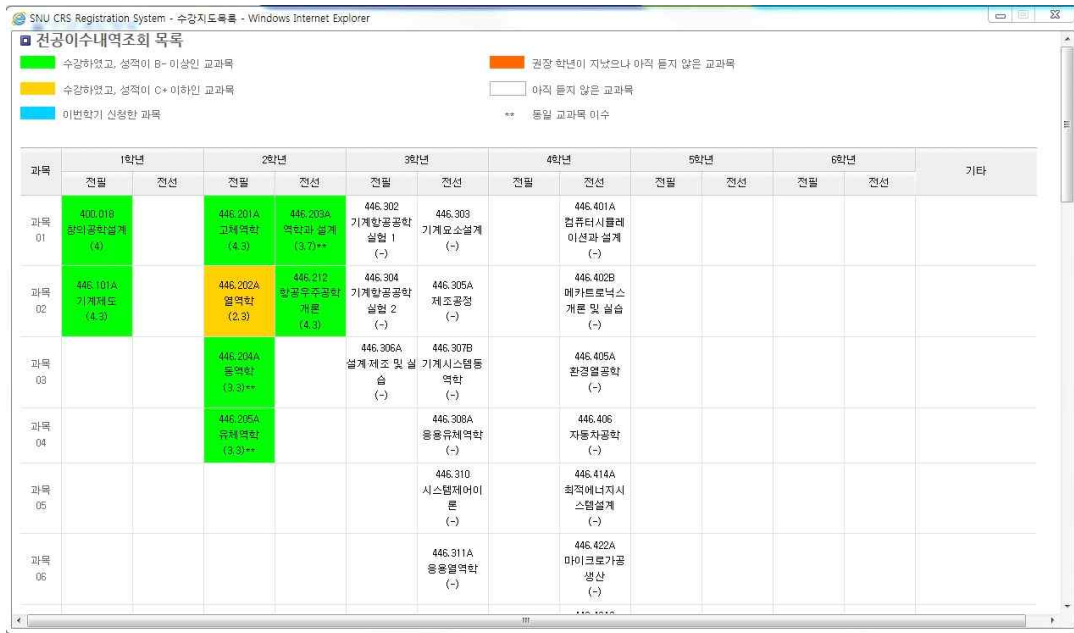 SNU CRS Registration System - 수강지도목록 - Windows Internet Explorer
전공이수내역조회 목록
수강하였고, 성적이 B- 이상인 교과목
권장 학년이 지났으나 아직 듣지 않은 교과목
수강하였고, 성적이 C+ 이하인 교과목
아직 듣지 않은 교과목
이번학기 신청한 과목
** 동일 교과목 이수
과목 1학년 2학년 3학년 4학년 5학년 6학년 기타
전필 전선 전필 전선 전필 전선 전필 전선 전필 전선 전필 전선
과목
01
400.018
창의공학설계
(4)
446.201A
고체역학
(4.3)
446.203A
역학과 설계
(3.7)**
446.302
기계항공공학
실험 1
(-)
446.303
기계요소설계
(-)
446.401A
컴퓨터시뮬레
이션과 설계
(-)
과목
02
446.101A
기계제도
(4.3)
446.202A
열역학
(2.3)
446.212
항공우주공학
개론
(4.3)
446.304
기계항공공학
실험 2
(-)
446.305A
제조공정
(-)
446.402B
메카트로닉스
개론 및 실습
(-)
과목
03
446.204A
동역학
(3.3)**
446.306A
설계·제조 및 실
습
(-)
446.307B
기계시스템동
역학
(-)
446.405A
환경열공학
(-)
과목
04
446.205A
유체역학
(3.3)**
446.308A
응용유체역학
(-)
446.406
자동차공학
(-)
과목
05
446.310
시스템제어이
론
(-)
446.414A
최적에너지시
스템설계
(-)
과목
06
446.311A
응용열역학
(-)
446.422A
마이크로가공
생산
(-)